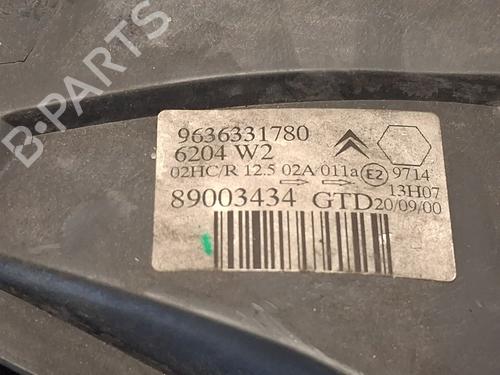 B-PARTS
9636331780
6204 W2
02HC/R 12.5 02A/011a E2 9714
13H07
89003434 GTD 20/09/00